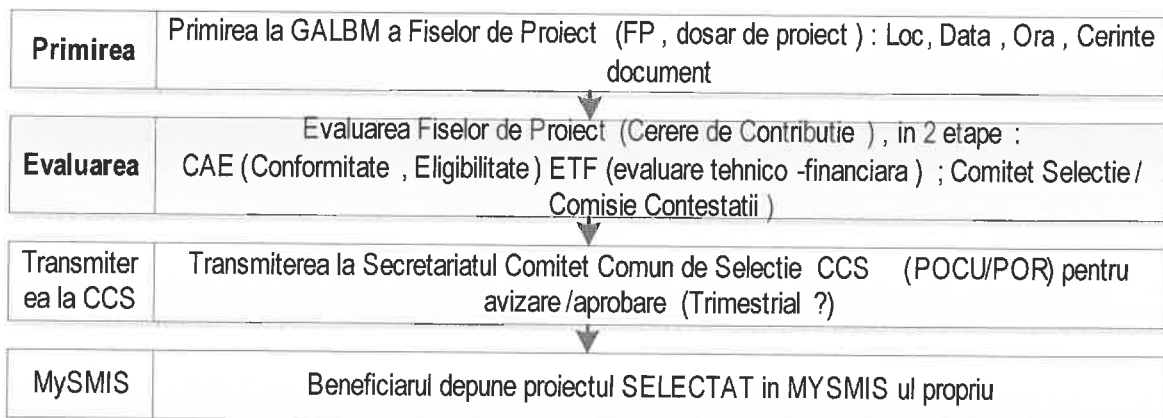 Primirea
Primirea la GALBM a Fiselor de Proiect (FP , dosar de proiect ) : Loc, Data , Ora , Cerinte
document
Evaluarea
Evaluarea Fiselor de Proiect (Cerere de Contributie ) , in 2 etape :
CAE (Conformitate , Eligibilitate) ETF (evaluare tehnico -financiara ) ; Comitet Selectie /
Comisie Contestatii )
Transmiter
ea la CCS
Transmiterea la Secretariatul Comitet Comun de Selectie CCS (POCU/POR) pentru
avizare /aprobare (Trimestrial ?)
MySMIS
Beneficiarul depune proiectul SELECTAT in MYSMIS ul propriu